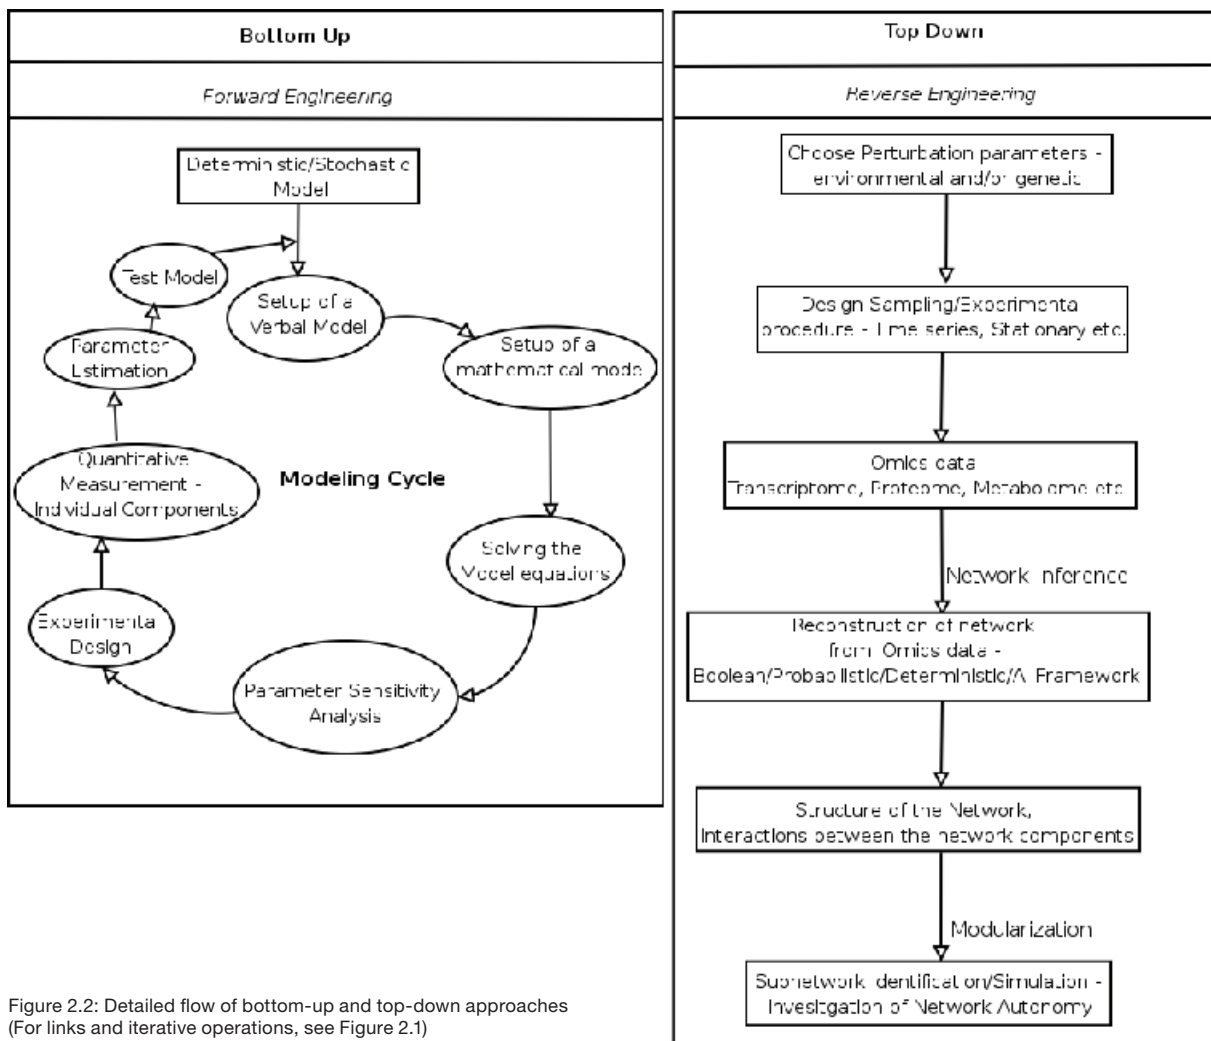 Bottom Up
Forward Engineering
Deterministic/Stochastic
Model
Test Model
Setup of a
Verbal Model
Parameter
Estimation
Setup of a
mathematical mode
Quantitative
Measurement -
Individual Components
Modeling Cycle
Solving the
Model equations
Experimenta
Design
Parameter Sensitivity
Analysis
Figure 2.2: Detailed flow of bottom-up and top-down approaches
(For links and iterative operations, see Figure 2.1)
Top Down
Reverse Engineering
Choose Perturbation parameters -
environmental and/or genetic
Design Sampling/Experimenta
procedure - Time series, Stationary etc.
Omics data
Transcriptome, Proteome, Metabolome etc
Network Inference
Reconstruction of network
from Omics data -
Boolean/Probabilistic/Deterministic/A Framework
Structure of the Network,
Interactions between the network components
Modularization
Subnetwork Identification/Simulation -
Invesitgation of Network Autonomy